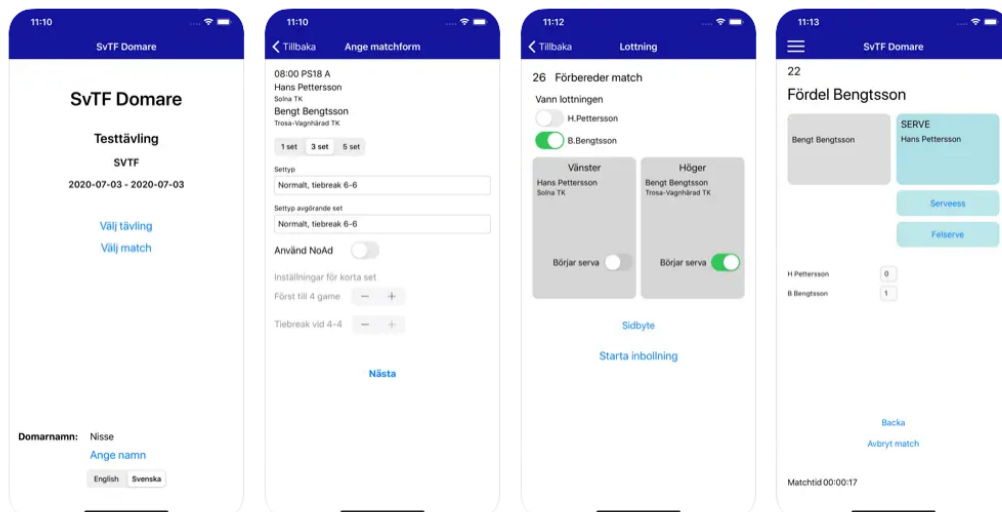 11:10
SvTF Domare
SvTF Domare
Testtävling
SVTF
2020-07-03 - 2020-07-03
Välj tävling
Välj match
Domarnamn: Nisse
Ange namn
English Svenska
11:10
Tillbaka Ange matchform
08:00 PS18 A
Hans Pettersson
Solna TK
Bengt Bengtsson
Trosa-Vagnhärad TK
1 set 3 set 5 set
Settyp
Normalt, tiebreak 6-6
Settyp avgörande set
Normalt, tiebreak 6-6
Använd NoAd
Inställningar för korta set
Först till 4 game − +
Tiebreak vid 4-4 − +
Nästa
11:12
Tillbaka Lottning
26 Förbereder match
Vann lottningen
H.Pettersson
B.Bengtsson
Vänster
Hans Pettersson
Solna TK
Börjar serva
Höger
Bengt Bengtsson
Trosa-Vagnhärad TK
Börjar serva
Sidbyte
Starta inbollning
11:13
SvTF Domare
22
Fördel Bengtsson
Bengt Bengtsson
SERVE
Hans Pettersson
Serveess
Felserve
H Pettersson 0
B Bengtsson 1
Backa
Avbryt match
Matchtid 00:00:17